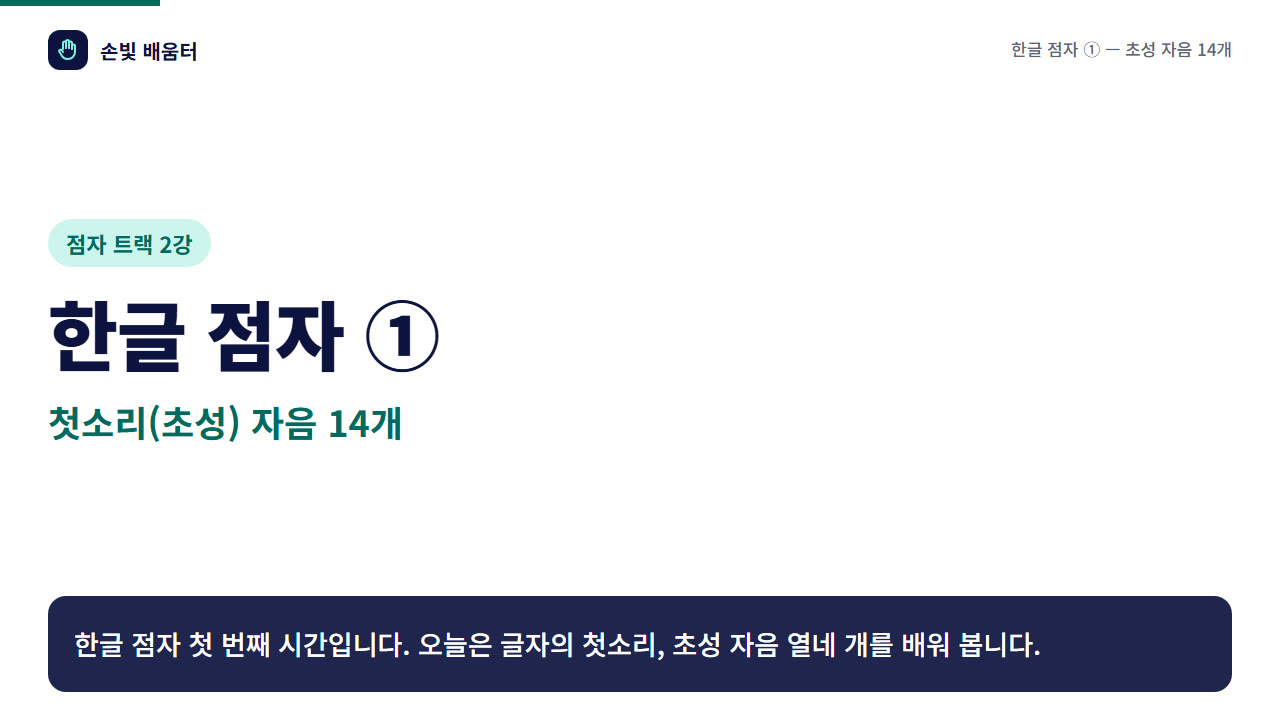 손빛 배움터
한글 점자 ① — 초성 자음 14개
점자 트랙 2강
한글 점자 ①
첫소리(초성) 자음 14개
한글 점자 첫 번째 시간입니다. 오늘은 글자의 첫소리, 초성 자음 열네 개를 배워 봅니다.